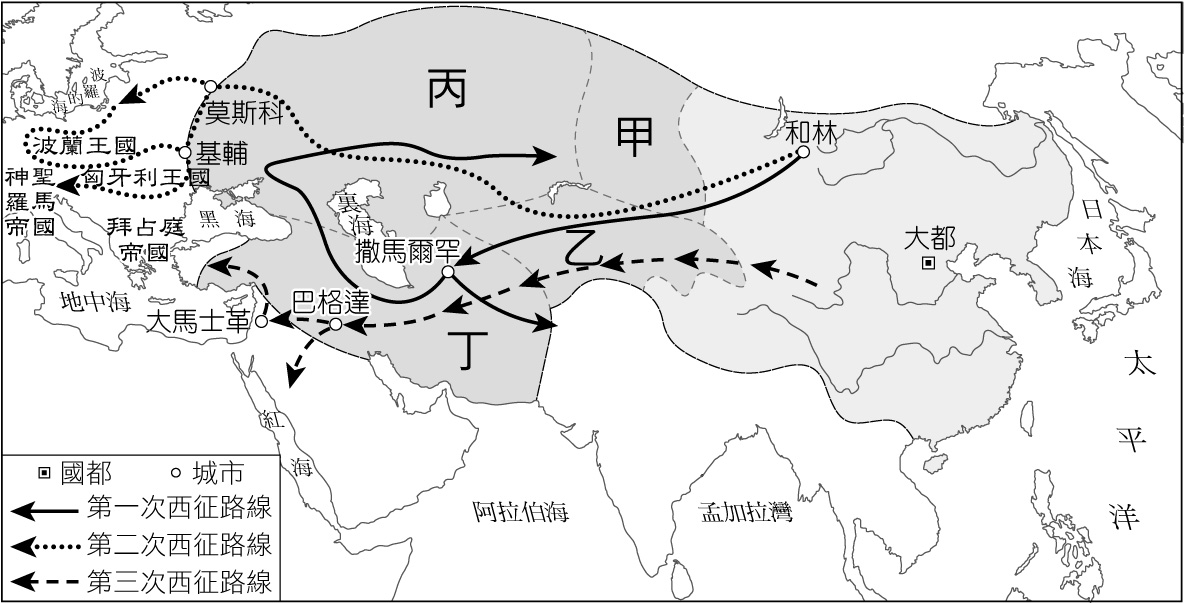 丙
甲
乙
丁
波
羅
的
海
莫斯科
波蘭王國
基輔
匈牙利王國
神聖
羅馬
帝國
拜占庭
帝國
黑海
裏
海
撒馬爾罕
和林
大都
日
本
海
地中海
大馬士革
巴格達
紅
海
阿拉伯海
孟加拉灣
太
平
洋
國都 城市
第一次西征路線
第二次西征路線
第三次西征路線